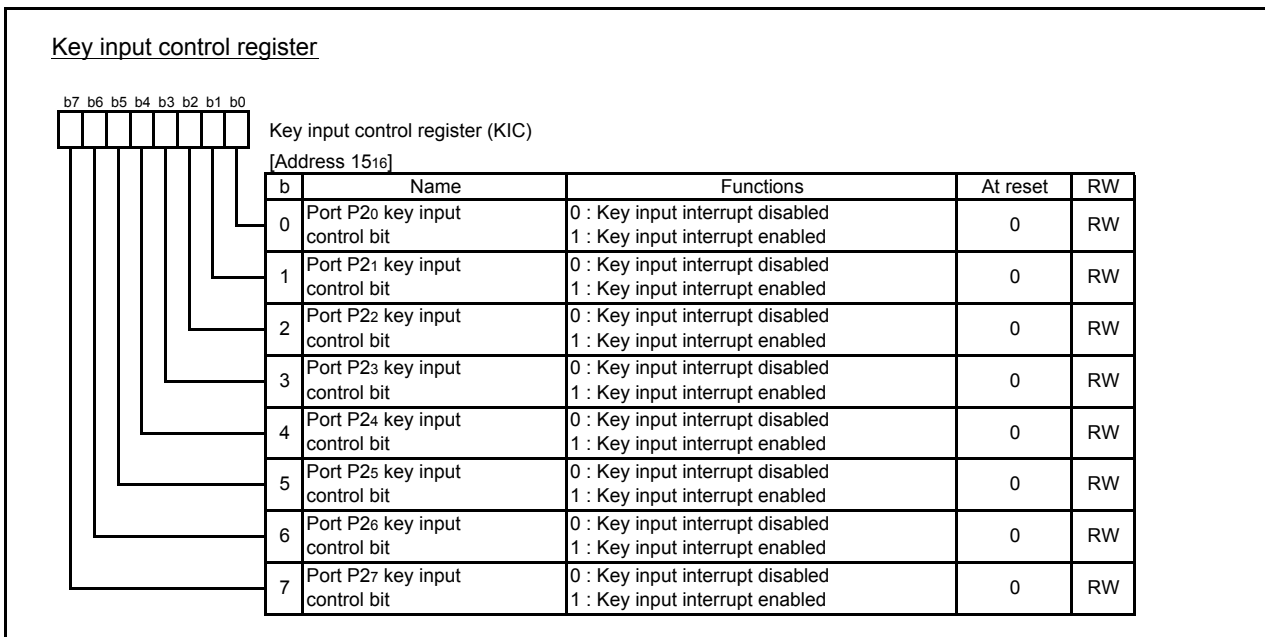 Key input control register
b7 b6 b5 b4 b3 b2 b1 b0
Key input control register (KIC)
[Address 15₁₆]
b Name Functions At reset RW
0 Port P2₀ key input control bit 0 : Key input interrupt disabled 1 : Key input interrupt enabled 0 RW
1 Port P2₁ key input control bit 0 : Key input interrupt disabled 1 : Key input interrupt enabled 0 RW
2 Port P2₂ key input control bit 0 : Key input interrupt disabled 1 : Key input interrupt enabled 0 RW
3 Port P2₃ key input control bit 0 : Key input interrupt disabled 1 : Key input interrupt enabled 0 RW
4 Port P2₄ key input control bit 0 : Key input interrupt disabled 1 : Key input interrupt enabled 0 RW
5 Port P2₅ key input control bit 0 : Key input interrupt disabled 1 : Key input interrupt enabled 0 RW
6 Port P2₆ key input control bit 0 : Key input interrupt disabled 1 : Key input interrupt enabled 0 RW
7 Port P2₇ key input control bit 0 : Key input interrupt disabled 1 : Key input interrupt enabled 0 RW